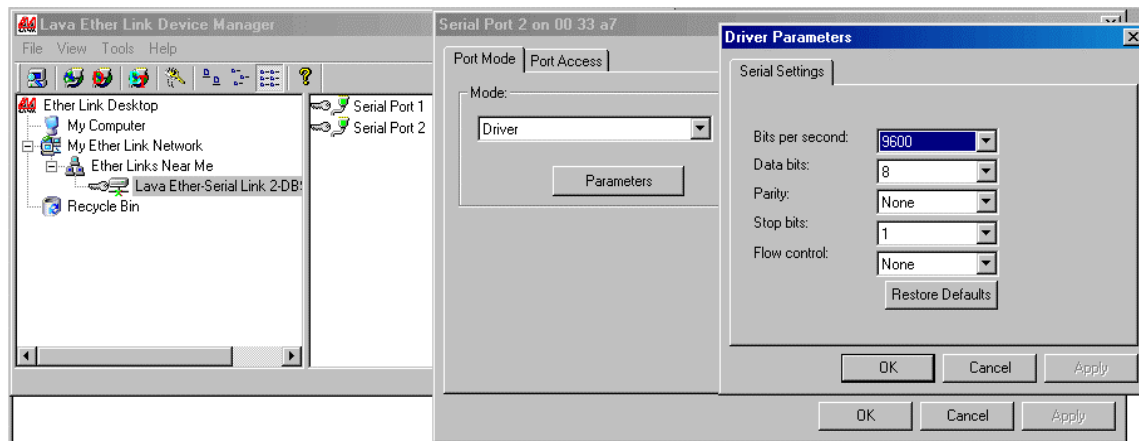 Lava Ether Link Device Manager
File View Tools Help
Ether Link Desktop
My Computer
My Ether Link Network
Ether Links Near Me
Lava Ether-Serial Link 2-DB
Recycle Bin
Serial Port 1
Serial Port 2
Serial Port 2 on 00 33 a7
Port Mode Port Access
Mode:
Driver
Parameters
OK Cancel Apply
Driver Parameters
Serial Settings
Bits per second: 9600
Data bits: 8
Parity: None
Stop bits: 1
Flow control: None
Restore Defaults
OK Cancel Apply